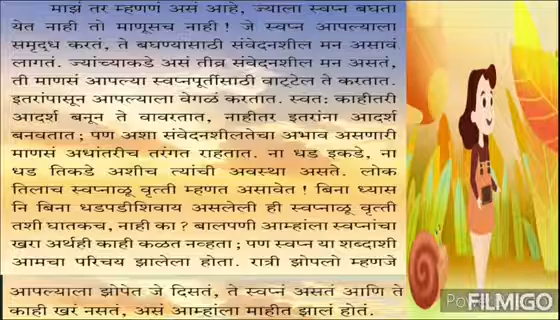 माझं तर म्हणणं असं आहे, ज्याला स्वप्न बघता
येत नाही तो माणूसच नाही! जे स्वप्न आपल्याला
समृद्ध करतं, ते बघण्यासाठी संवेदनशील मन असावं
लागतं. ज्यांच्याकडे असं तीव्र संवेदनशील मन असतं,
ती माणसं आपल्या स्वप्नपूर्तीसाठी वाट्टेल ते करतात.
इतरांपासून आपल्याला वेगळं करतात. स्वत: काहीतरी
आदर्श बनून ते वावरतात, नाहीतर इतरांना आदर्श
बनवतात; पण अशा संवेदनशीलतेचा अभाव असणारी
माणसं अधांतरीच तरंगत राहतात. ना धड इकडे, ना
धड तिकडे अशीच त्यांची अवस्था असते. लोक
तिलाच स्वप्नाळू वृत्ती म्हणत असावेत! बिना ध्यास
नि बिना धडपडीशिवाय असलेली ही स्वप्नाळू वृत्ती
तशी घातकच, नाही का? बालपणी आम्हांला स्वप्नांचा
खरा अर्थही काही कळत नव्हता; पण स्वप्न या शब्दाशी
आमचा परिचय झालेला होता. रात्री झोपलो म्हणजे
आपल्याला झोपेत जे दिसतं, ते स्वप्नं असतं आणि ते
काही खरं नसतं, असं आम्हांला माहीत झालं होतं.
FILMIGO